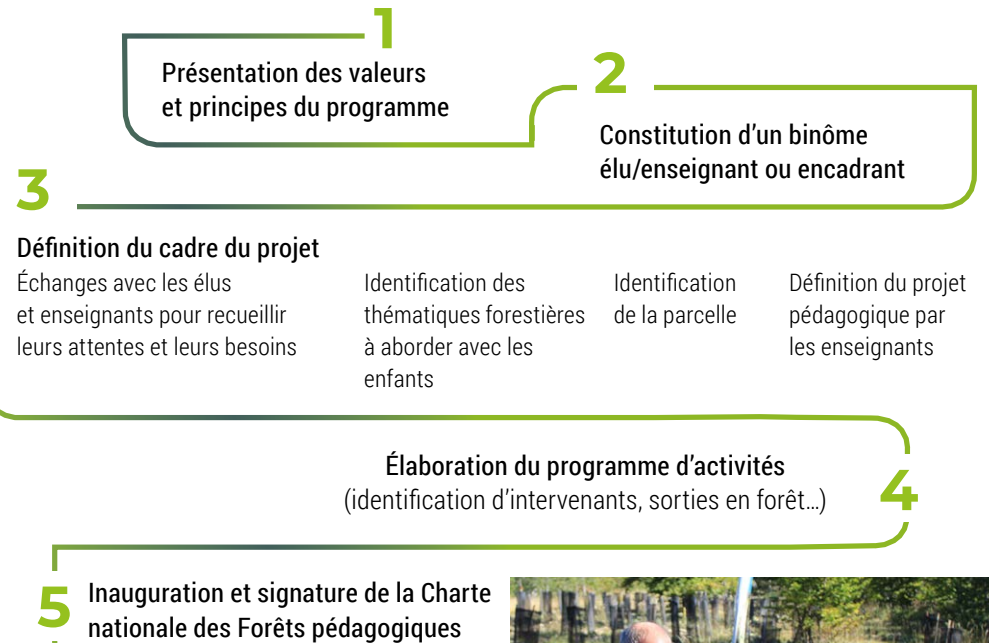 1
Présentation des valeurs
et principes du programme
2
Constitution d'un binôme
élu/enseignant ou encadrant
3
Définition du cadre du projet
Échanges avec les élus
et enseignants pour recueillir
leurs attentes et leurs besoins
Identification des
thématiques forestières
à aborder avec les
enfants
Identification
de la parcelle
Définition du projet
pédagogique par
les enseignants
4
Élaboration du programme d'activités
(identification d'intervenants, sorties en forêt…)
5
Inauguration et signature de la Charte
nationale des Forêts pédagogiques